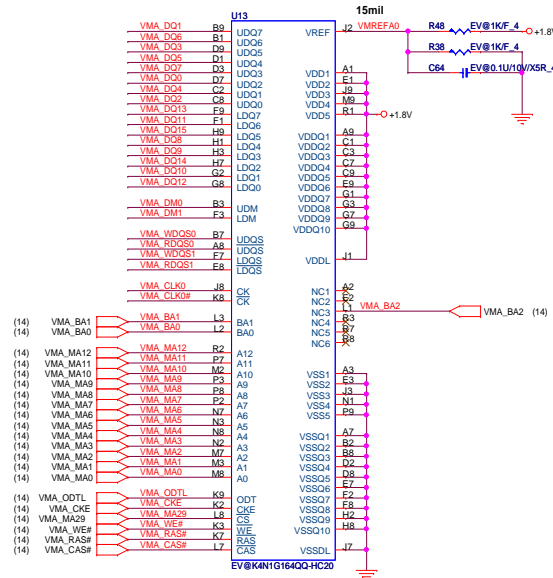 15mil
U13
VMA_DQ1 B9 UDQ7 VREF J2 VMREFA0 R48 EV@1K/F_4 +1.8V
VMA_DQ6 B1 UDQ6
VMA_DQ3 D9 UDQ5 R38 EV@1K/F_4
VMA_DQ5 D1 UDQ4
VMA_DQ7 D3 UDQ3 VDD1 A1 C64 EV@0.1U/10V/X5R_4
VMA_DQ0 D7 UDQ2 VDD2 E1
VMA_DQ4 C2 UDQ1 VDD3 J9
VMA_DQ2 C8 UDQ0 VDD4 M9
VMA_DQ13 F9 LDQ7 VDD5 R1 +1.8V
VMA_DQ11 F1 LDQ6
VMA_DQ15 H9 LDQ5 VDDQ1 A9
VMA_DQ8 H1 LDQ4 VDDQ2 C1
VMA_DQ9 H3 LDQ3 VDDQ3 C3
VMA_DQ14 H7 LDQ2 VDDQ4 C7
VMA_DQ10 G2 LDQ1 VDDQ5 C9
VMA_DQ12 G8 LDQ0 VDDQ6 E9
VDDQ7 G1
VMA_DM0 B3 UDM VDDQ8 G3
VMA_DM1 F3 LDM VDDQ9 G7
VDDQ10 G9
VMA_WDQS0 B7 UDQS
VMA_RDQS0 A8 UDQS
VMA_WDQS1 F7 LDQS VDDL J1
VMA_RDQS1 E8 LDQS
VMA_CLK0 J8 CK NC1 A2
VMA_CLK0# K8 CK NC2 E2
NC3 L1 VMA_BA2 VMA_BA2 (14)
(14) VMA_BA1 VMA_BA1 L3 BA1 NC4 R3
(14) VMA_BA0 VMA_BA0 L2 BA0 NC5 R7
NC6 R8
(14) VMA_MA12 VMA_MA12 R2 A12
(14) VMA_MA11 VMA_MA11 P7 A11
(14) VMA_MA10 VMA_MA10 M2 A10 VSS1 A3
(14) VMA_MA9 VMA_MA9 P3 A9 VSS2 E3
(14) VMA_MA8 VMA_MA8 P8 A8 VSS3 J3
(14) VMA_MA7 VMA_MA7 P2 A7 VSS4 N1
(14) VMA_MA6 VMA_MA6 N7 A6 VSS5 P9
(14) VMA_MA5 VMA_MA5 N3 A5
(14) VMA_MA4 VMA_MA4 N8 A4 VSSQ1 A7
(14) VMA_MA3 VMA_MA3 N2 A3 VSSQ2 B2
(14) VMA_MA2 VMA_MA2 M7 A2 VSSQ3 B8
(14) VMA_MA1 VMA_MA1 M3 A1 VSSQ4 D2
(14) VMA_MA0 VMA_MA0 M8 A0 VSSQ5 D8
VSSQ6 E7
(14) VMA_ODTL VMA_ODTL K9 ODT VSSQ7 F2
(14) VMA_CKE VMA_CKE K2 CKE VSSQ8 F8
(14) VMA_MA29 VMA_MA29 L8 CS VSSQ9 H2
(14) VMA_WE# VMA_WE# K3 WE VSSQ10 H8
(14) VMA_RAS# VMA_RAS# K7 RAS
(14) VMA_CAS# VMA_CAS# L7 CAS VSSDL J7
EV@K4N1G164QQ-HC20